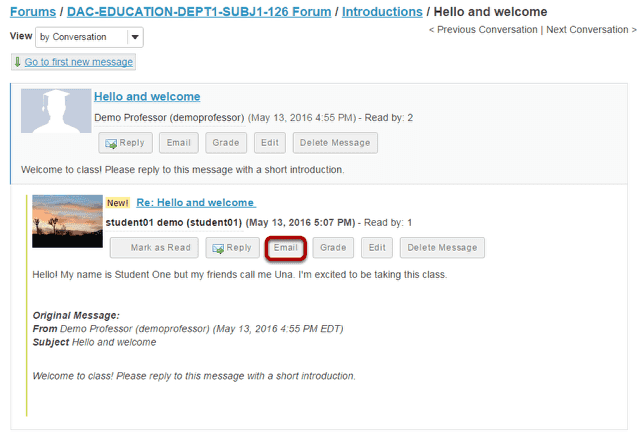 Forums / DAC-EDUCATION-DEPT1-SUBJ1-126 Forum / Introductions / Hello and welcome
View by Conversation
< Previous Conversation | Next Conversation >
Go to first new message
Hello and welcome
Demo Professor (demoprofessor) (May 13, 2016 4:55 PM) - Read by: 2
Reply Email Grade Edit Delete Message
Welcome to class! Please reply to this message with a short introduction.
New! Re: Hello and welcome
student01 demo (student01) (May 13, 2016 5:07 PM) - Read by: 1
Mark as Read Reply Email Grade Edit Delete Message
Hello! My name is Student One but my friends call me Una. I'm excited to be taking this class.
Original Message:
From Demo Professor (demoprofessor) (May 13, 2016 4:55 PM EDT)
Subject Hello and welcome
Welcome to class! Please reply to this message with a short introduction.